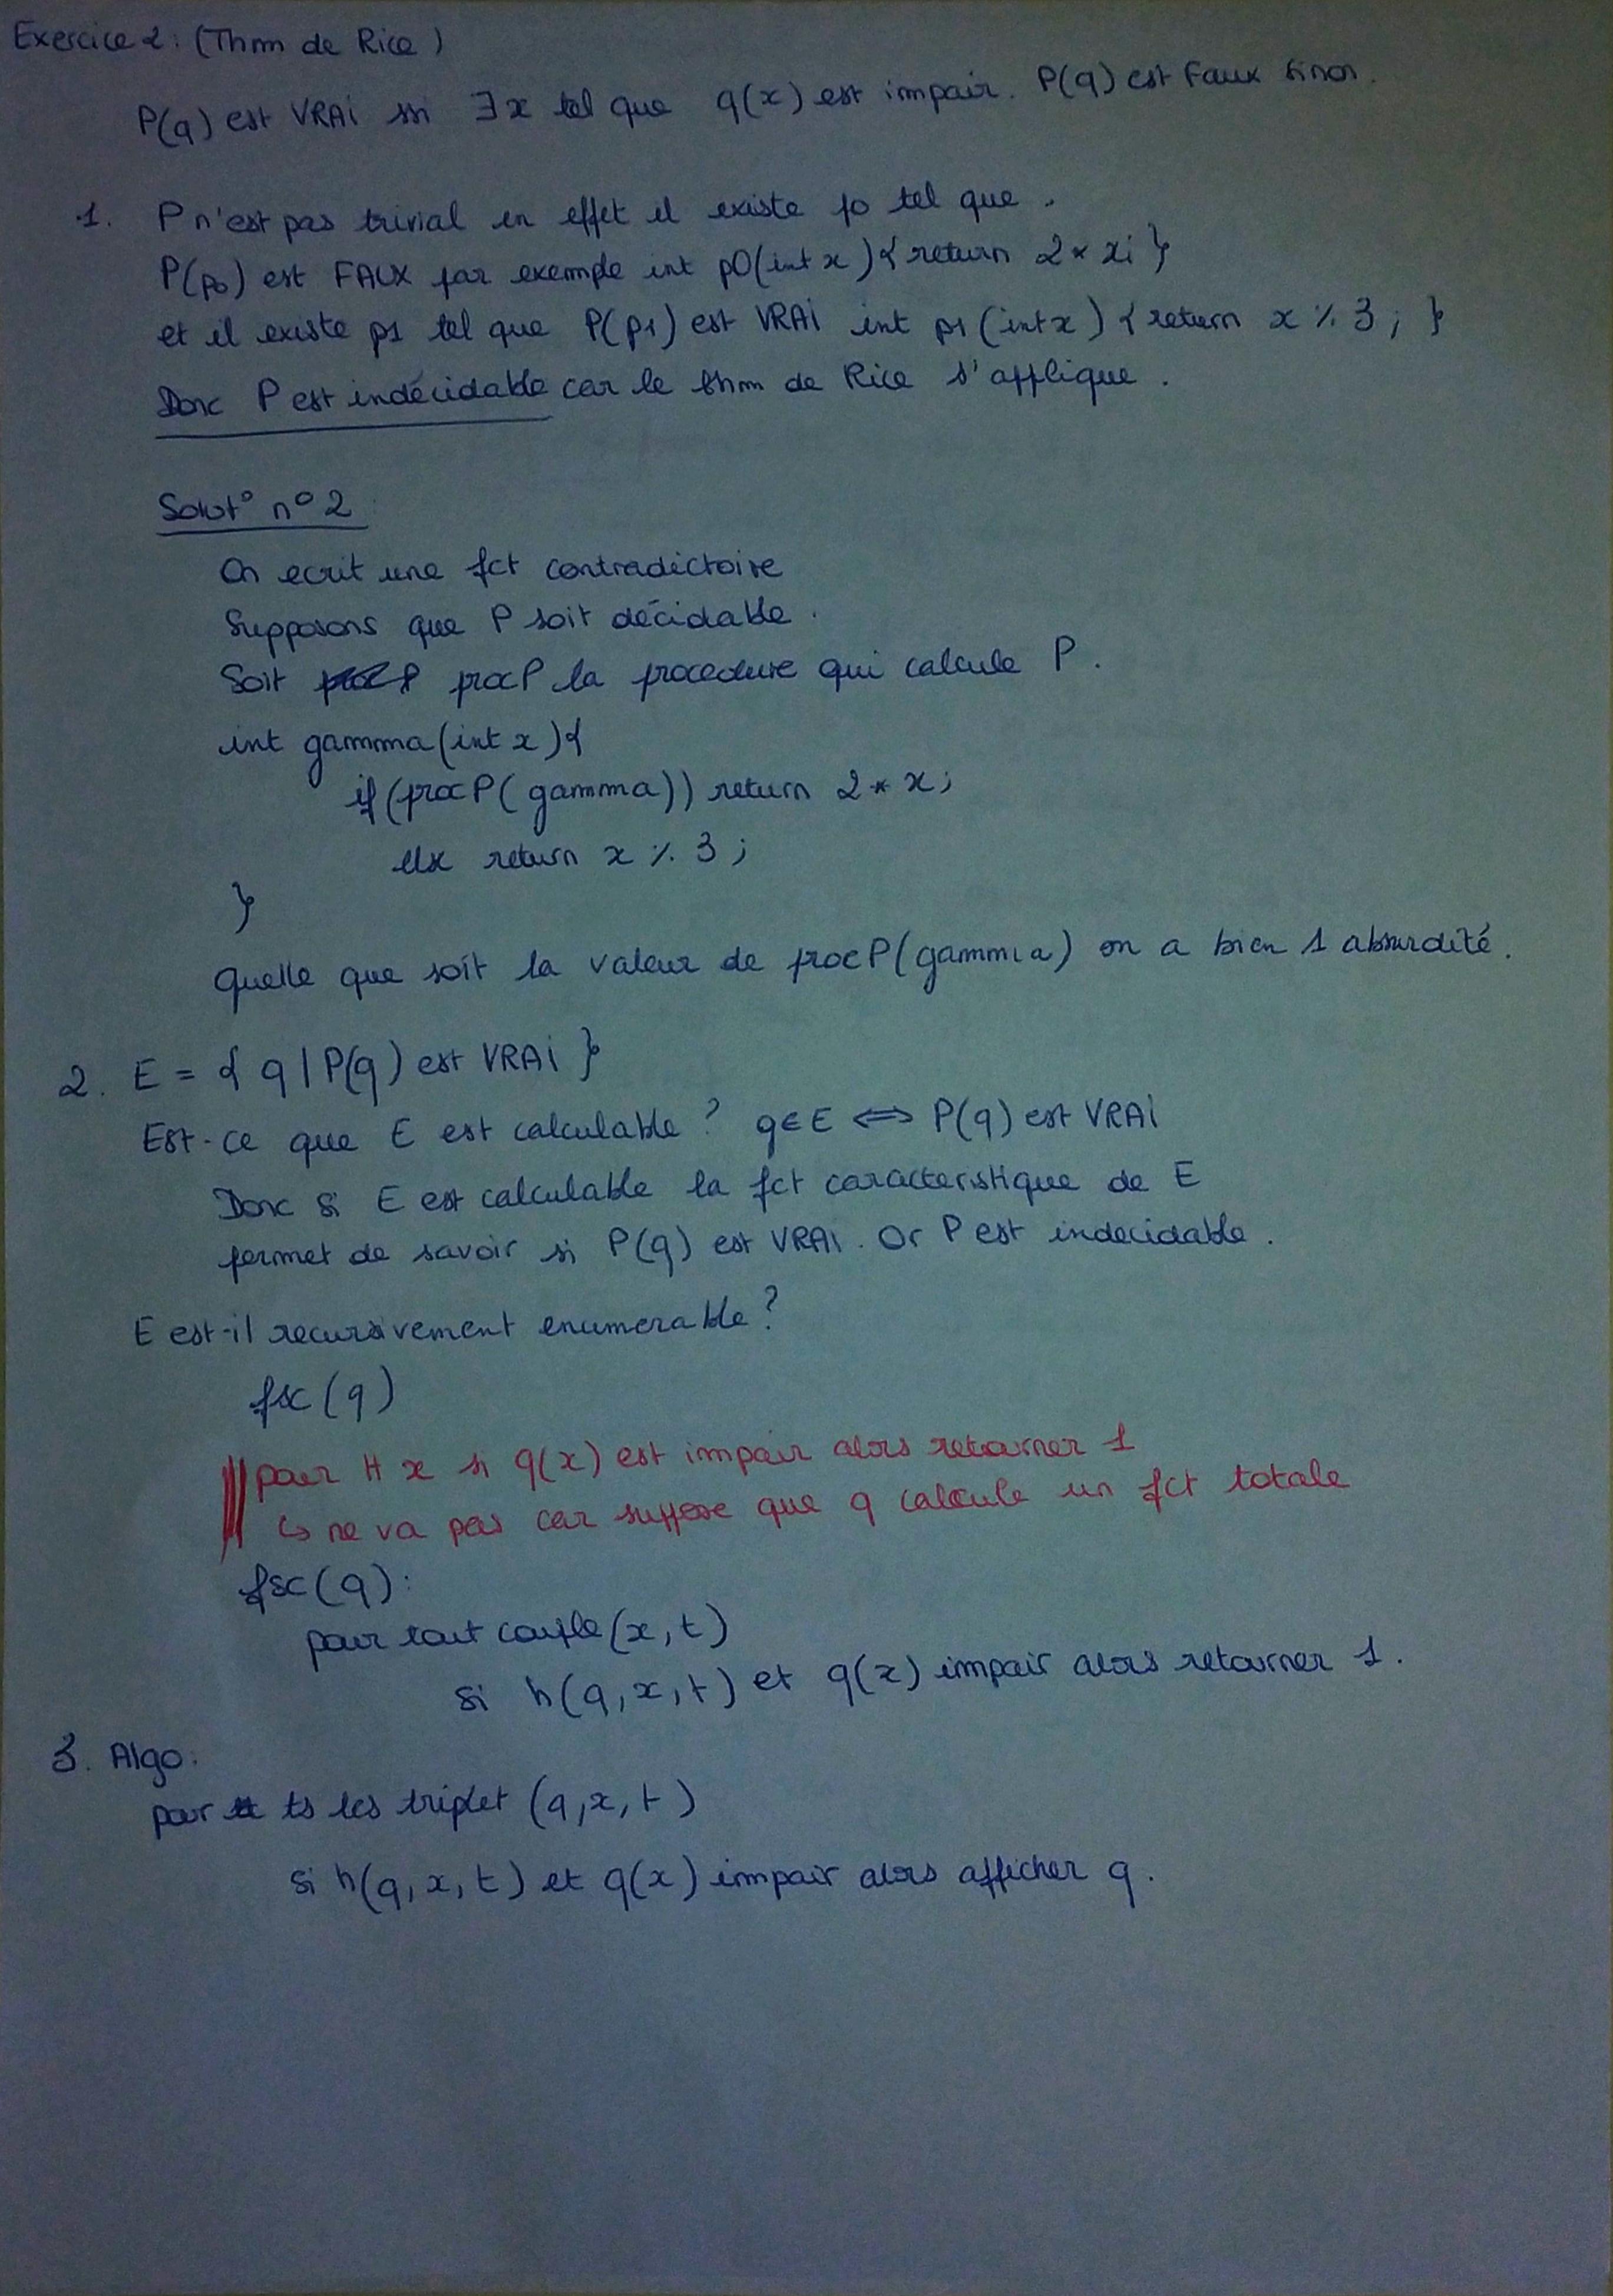 Exercice 2 : (Thm de Rice)
P(q) est VRAi ssi ∃ x tel que q(x) est impair. P(q) est Faux sinon.
1. P n'est pas trivial en effet il existe p0 tel que.
P(p0) est FAUX par exemple int p0(int x){ return 2 * x; }
et il existe p1 tel que P(p1) est VRAi int p1(int x) { return x % 3 ; }
Donc P est indécidable car le thm de Rice s'applique.
Solut° n° 2
On ecrit une fct contradictoire
Supposons que P soit décidable.
Soit procP la procedure qui calcule P.
int gamma(int x){
if (procP(gamma)) return 2 * x;
else return x % 3 ;
}
Quelle que soit la valeur de procP(gamma) on a bien 1 absurdité.
2. E = { q | P(q) est VRAi }
Est-ce que E est calculable ? q ∈ E ⟺ P(q) est VRAi
Donc si E est calculable la fct caracteristique de E
permet de savoir si P(q) est VRAi. Or P est indecidable.
E est-il recursivement enumerable ?
fsc(q)
pour tt x si q(x) est impair alors retourner 1
↳ ne va pas car suppose que q calcule un fct totale
fsc(q) :
pour tout couple (x, t)
si h(q, x, t) et q(x) impair alors retourner 1.
3. Algo :
pour ts les triplet (q, x, t)
si h(q, x, t) et q(x) impair alors afficher q.